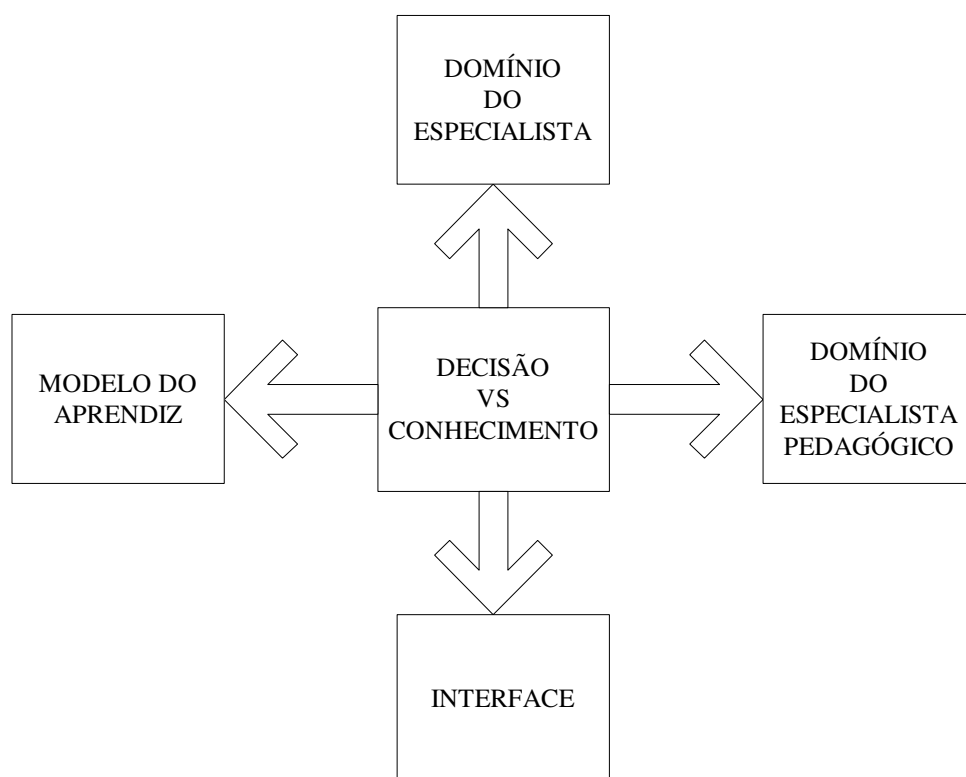 DOMÍNIO
DO
ESPECIALISTA
MODELO DO
APRENDIZ
DECISÃO
VS
CONHECIMENTO
DOMÍNIO
DO
ESPECIALISTA
PEDAGÓGICO
INTERFACE